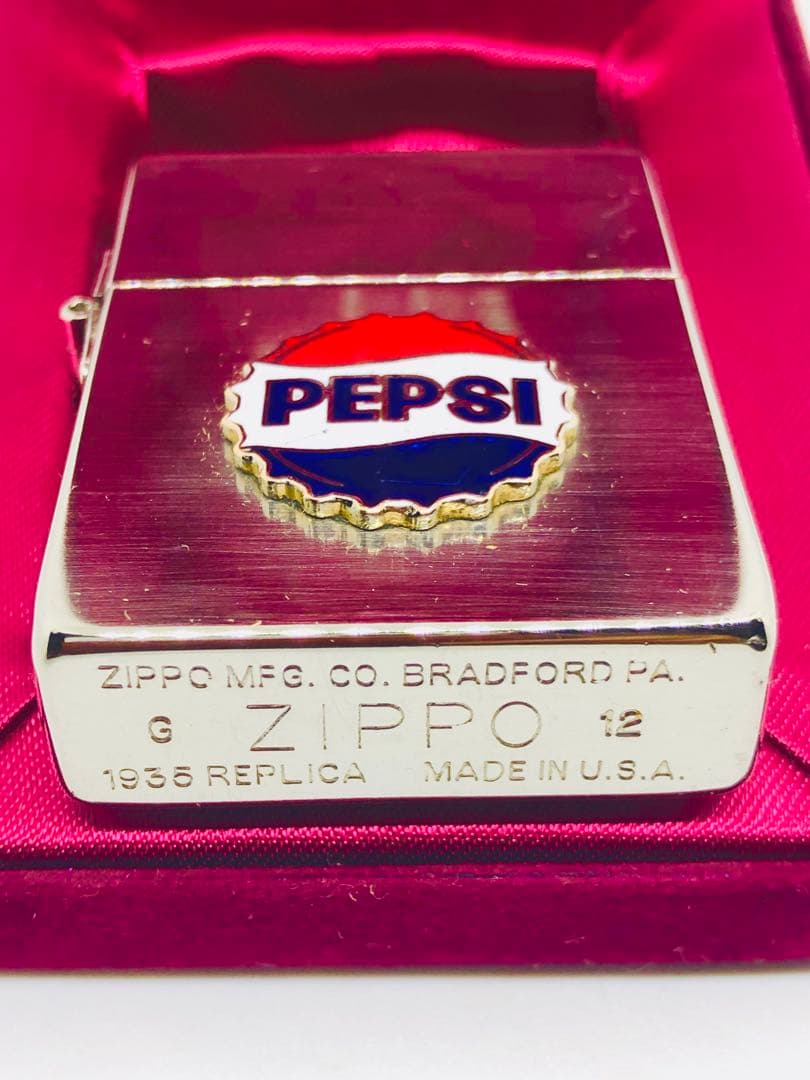 PEPSI
ZIPPO MFG. CO. BRADFORD PA.
G ZIPPO 12
1935 REPLICA MADE IN U.S.A.